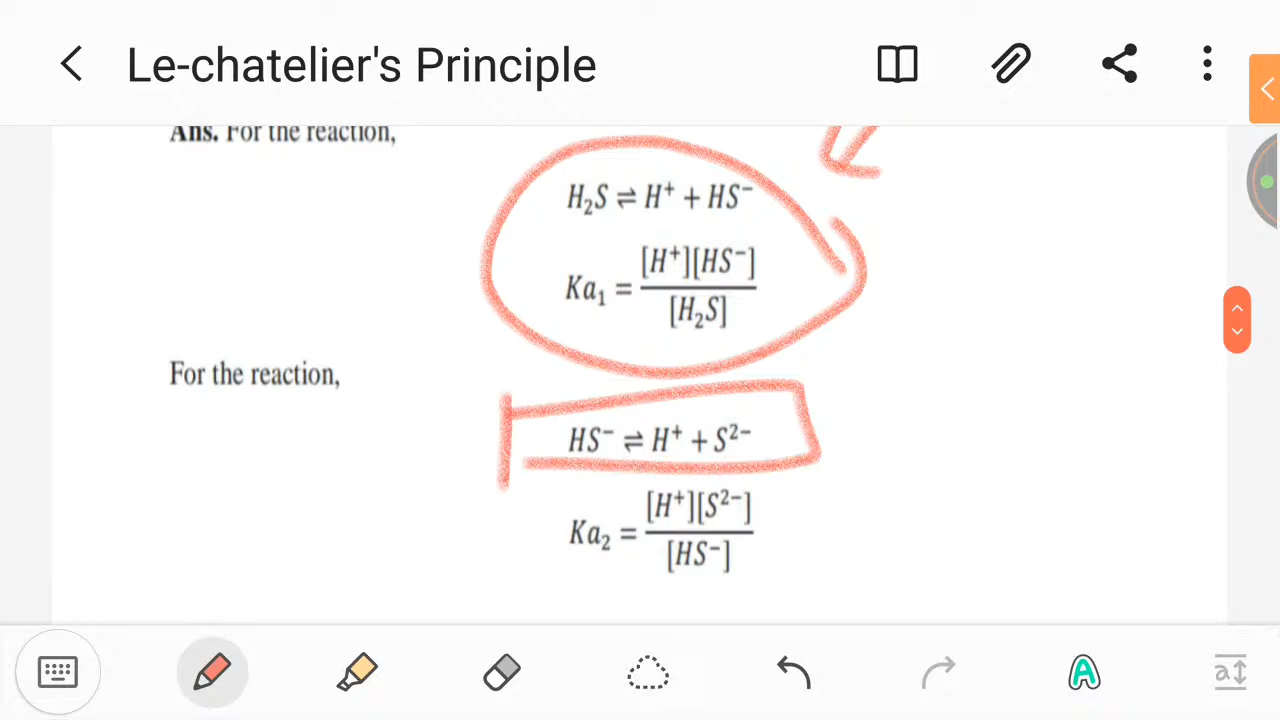 Le-chatelier's Principle
Ans. For the reaction,
H₂S ⇌ H⁺ + HS⁻
Ka₁ = [H⁺][HS⁻] / [H₂S]
For the reaction,
HS⁻ ⇌ H⁺ + S²⁻
Ka₂ = [H⁺][S²⁻] / [HS⁻]
A a